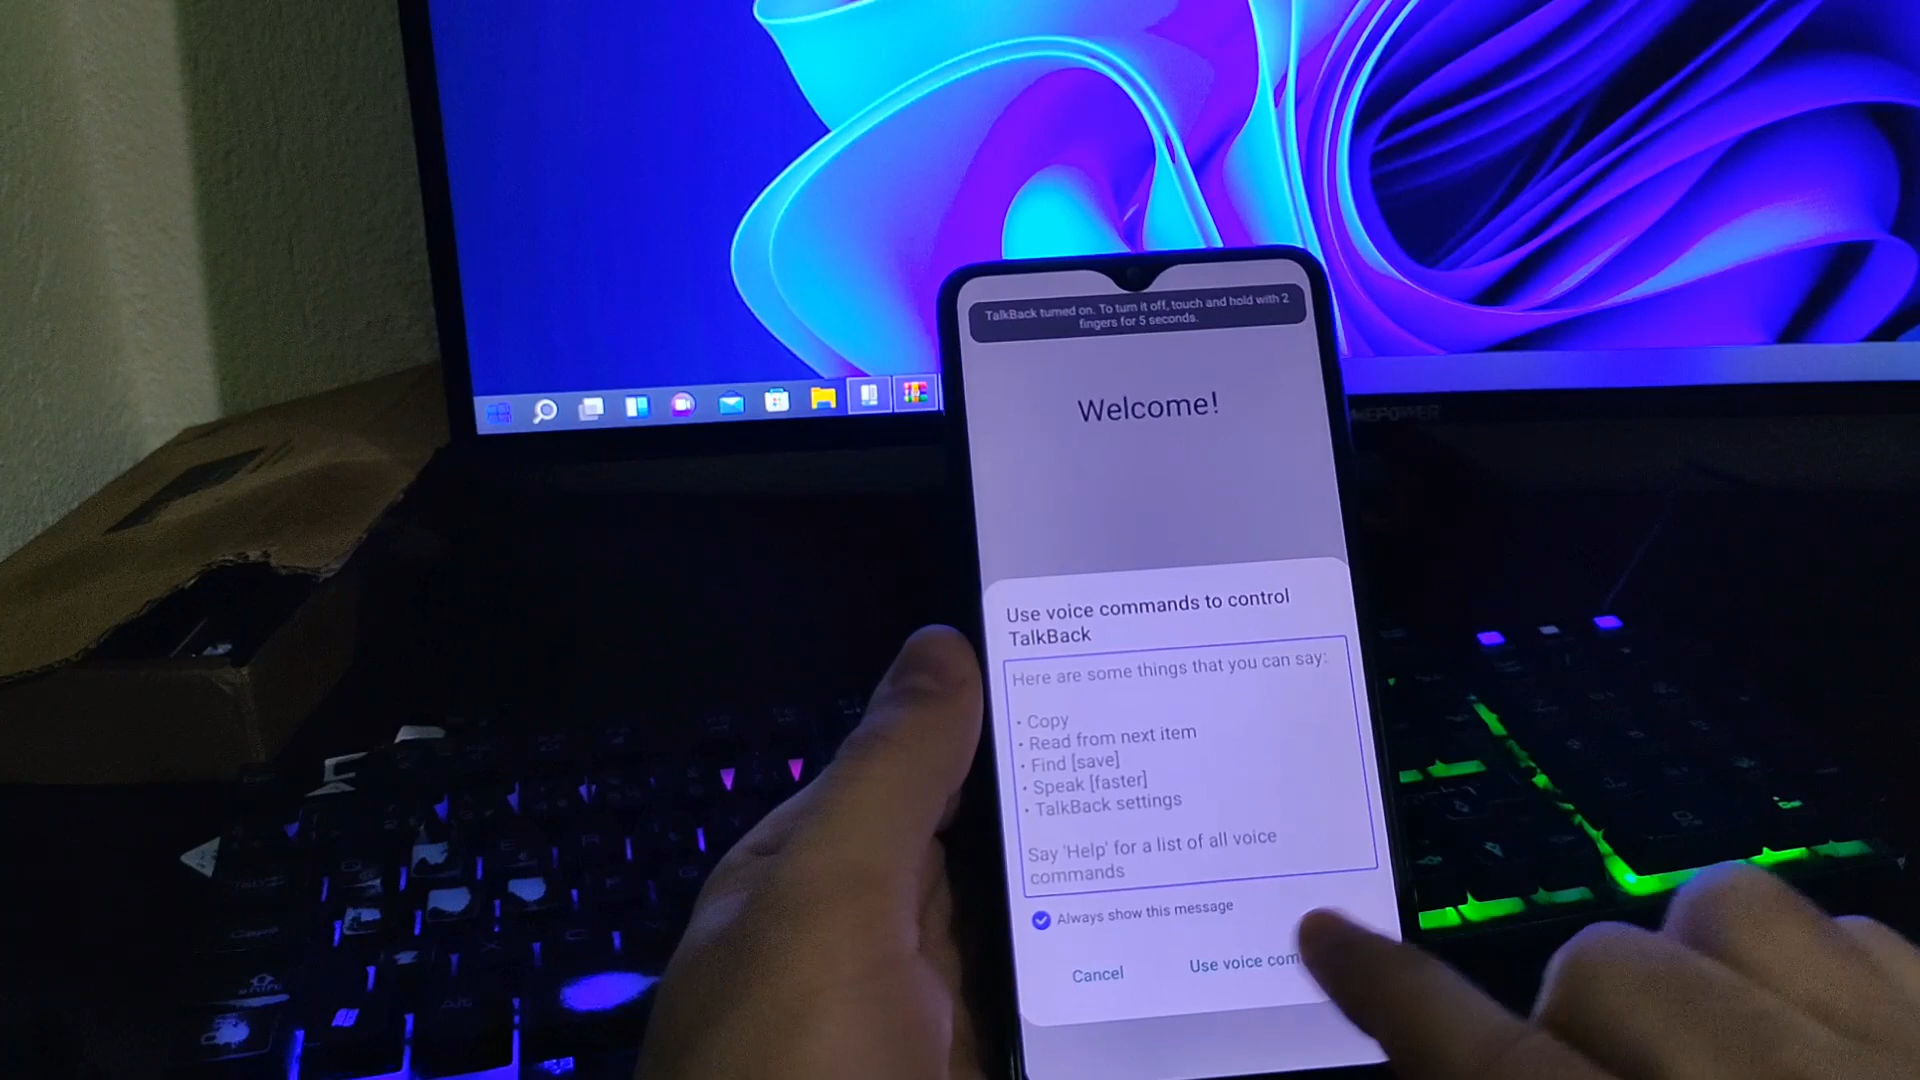 TalkBack turned on. To turn it off, touch and hold with 2
fingers for 5 seconds.
Welcome!
Use voice commands to control
TalkBack
Here are some things that you can say:
• Copy
• Read from next item
• Find [save]
• Speak [faster]
• TalkBack settings
Say 'Help' for a list of all voice
commands
Always show this message
Cancel
Use voice com